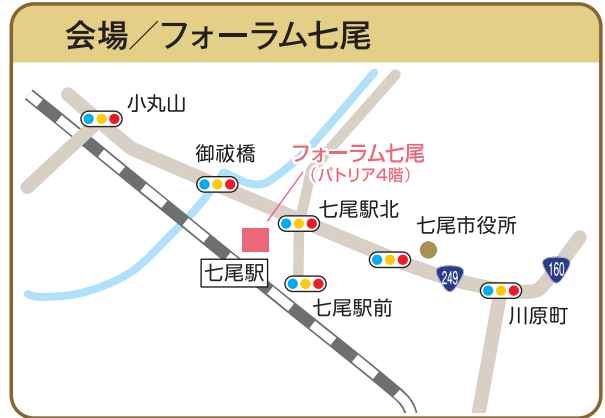 会場／フォーラム七尾
小丸山
御祓橋
フォーラム七尾
（パトリア4階）
七尾駅北
七尾市役所
七尾駅
249
160
七尾駅前
川原町